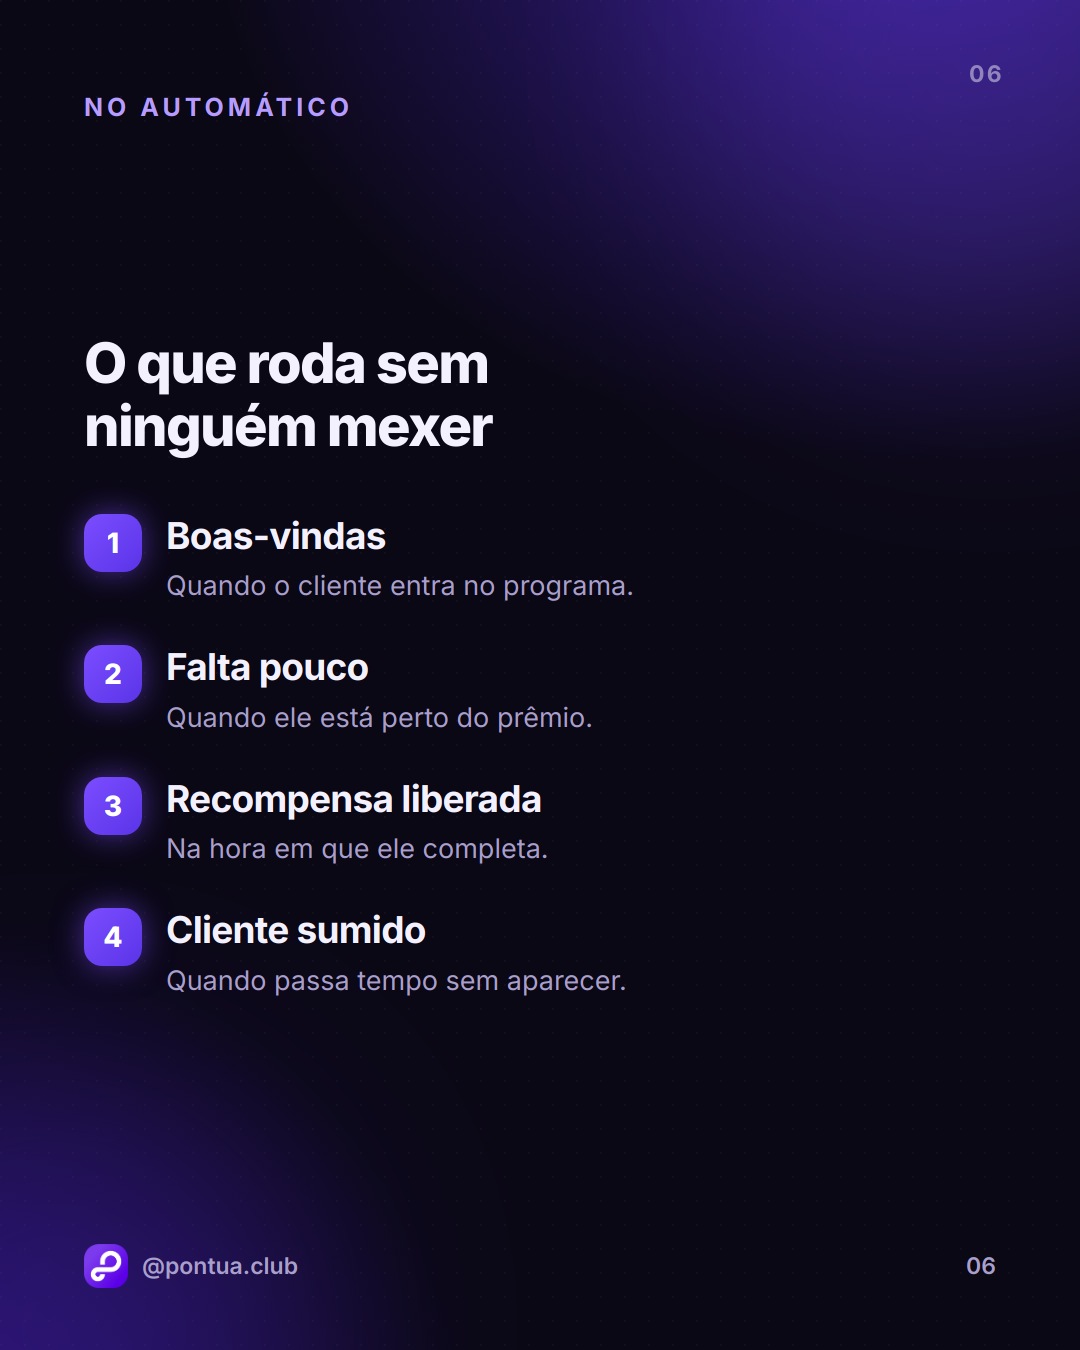 06
NO AUTOMÁTICO
O que roda sem
ninguém mexer
1
Boas-vindas
Quando o cliente entra no programa.
2
Falta pouco
Quando ele está perto do prêmio.
3
Recompensa liberada
Na hora em que ele completa.
4
Cliente sumido
Quando passa tempo sem aparecer.
@pontua.club
06